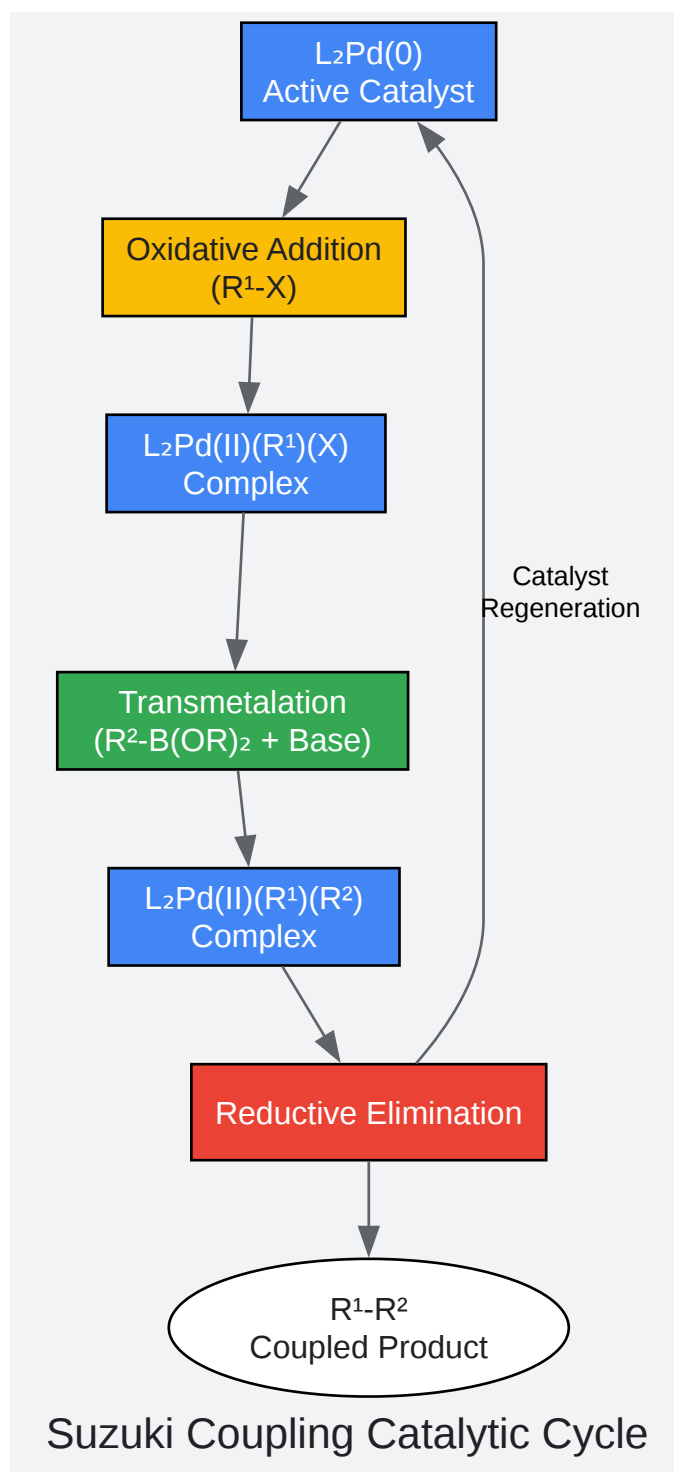 L₂Pd(0)
Active Catalyst
Oxidative Addition
(R¹-X)
L₂Pd(II)(R¹)(X)
Complex
Catalyst
Regeneration
Transmetalation
(R²-B(OR)₂ + Base)
L₂Pd(II)(R¹)(R²)
Complex
Reductive Elimination
R¹-R²
Coupled Product
Suzuki Coupling Catalytic Cycle